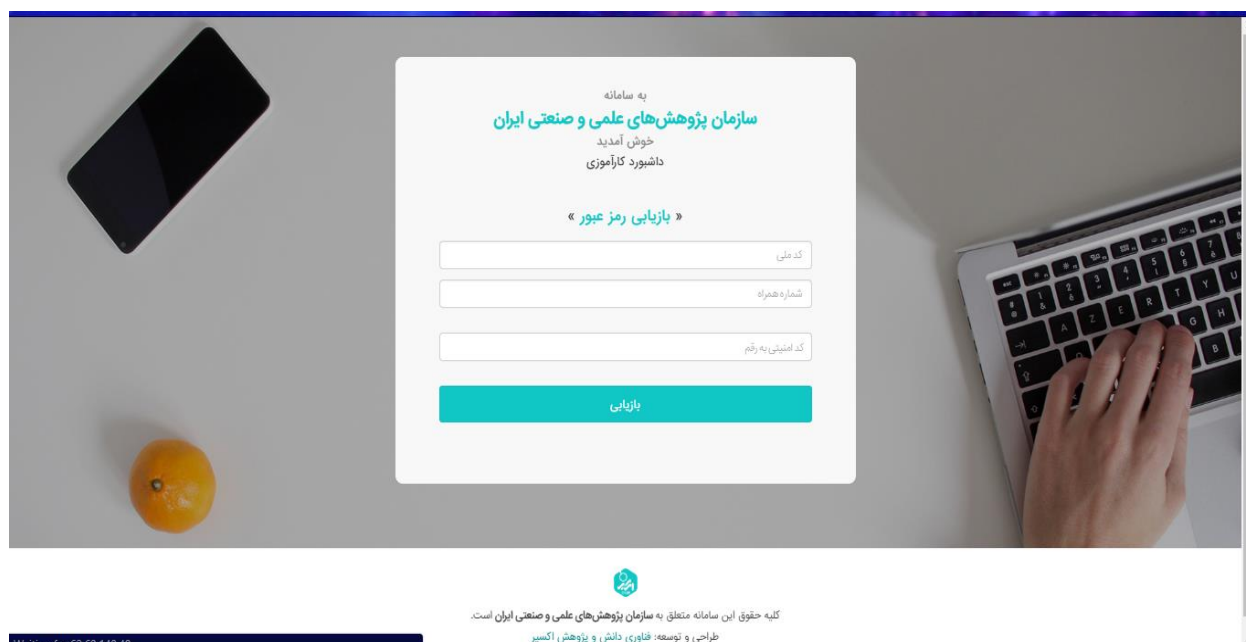 به سامانه
سازمان پژوهش‌های علمی و صنعتی ایران
خوش آمدید
داشبورد کارآموزی
« بازیابی رمز عبور »
کد ملی
شماره همراه
کد امنیتی به رقم
بازیابی
کلیه حقوق این سامانه متعلق به سازمان پژوهش‌های علمی و صنعتی ایران است.
طراحی و توسعه: فناوری دانش و پژوهش اکسیر